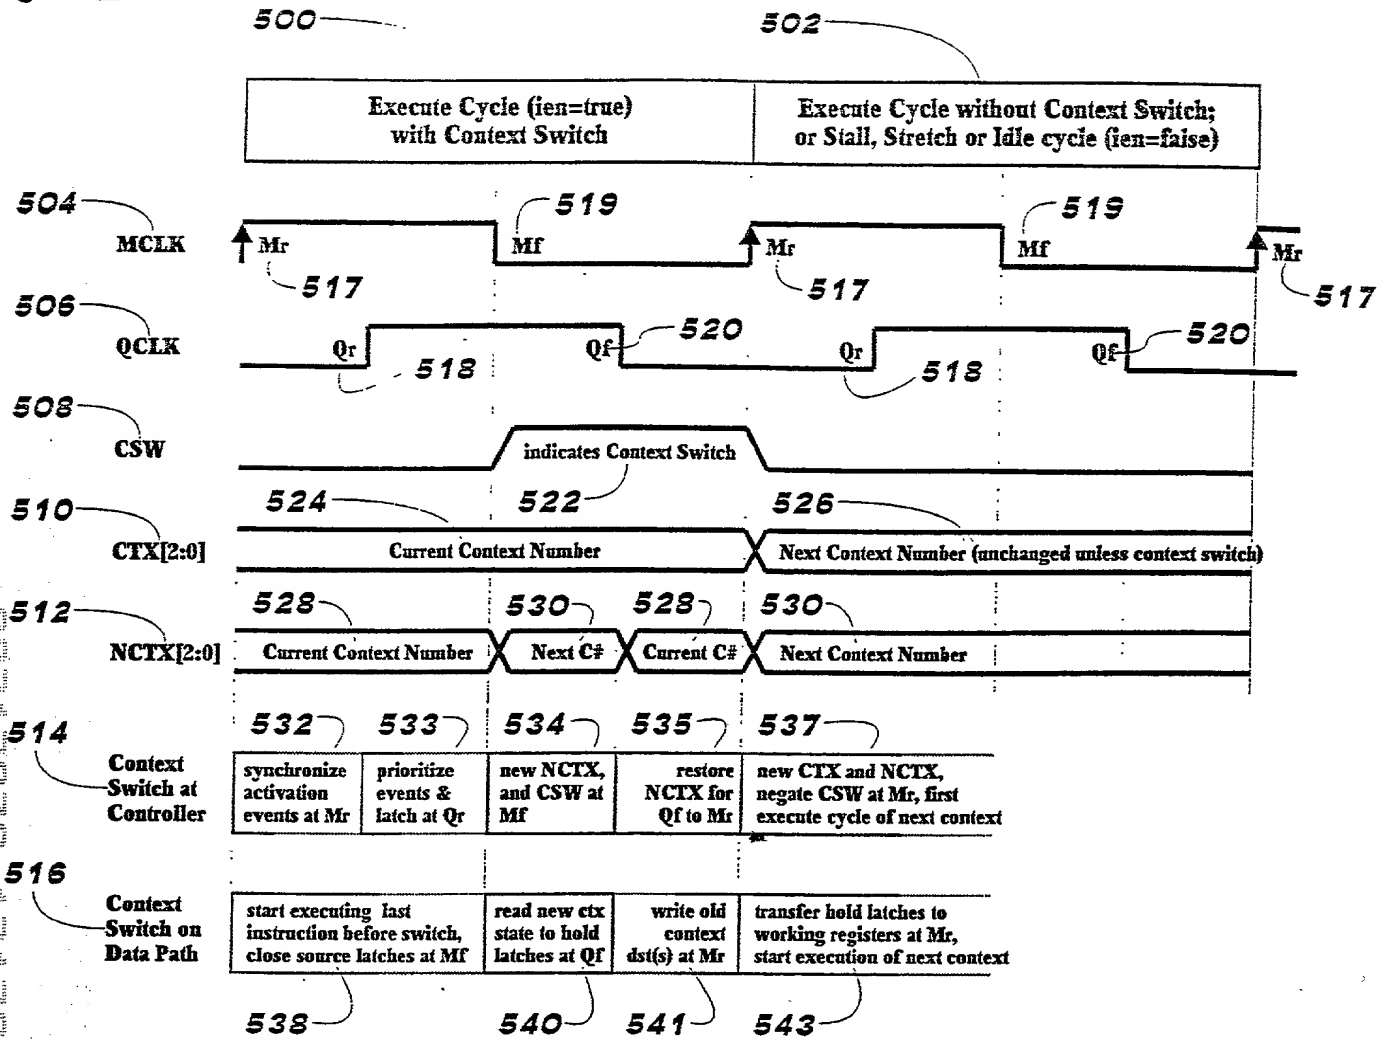 500
502
Execute Cycle (ien=true)
with Context Switch
Execute Cycle without Context Switch;
or Stall, Stretch or Idle cycle (ien=false)
504
MCLK
Mr
517
Mf
519
Mr
517
Mf
519
Mr
517
506
QCLK
Qr
518
Qf
520
Qr
518
Qf
520
508
CSW
indicates Context Switch
522
510
CTX[2:0]
524
Current Context Number
526
Next Context Number (unchanged unless context switch)
512
NCTX[2:0]
528
Current Context Number
530
Next C#
528
Current C#
530
Next Context Number
514
Context
Switch at
Controller
532
synchronize
activation
events at Mr
533
prioritize
events &
latch at Qr
534
new NCTX,
and CSW at
Mf
535
restore
NCTX for
Qf to Mr
537
new CTX and NCTX,
negate CSW at Mr, first
execute cycle of next context
516
Context
Switch on
Data Path
start executing last
instruction before switch,
close source latches at Mf
538
read new ctx
state to hold
latches at Qf
540
write old
context
dst(s) at Mr
541
transfer hold latches to
working registers at Mr,
start execution of next context
543